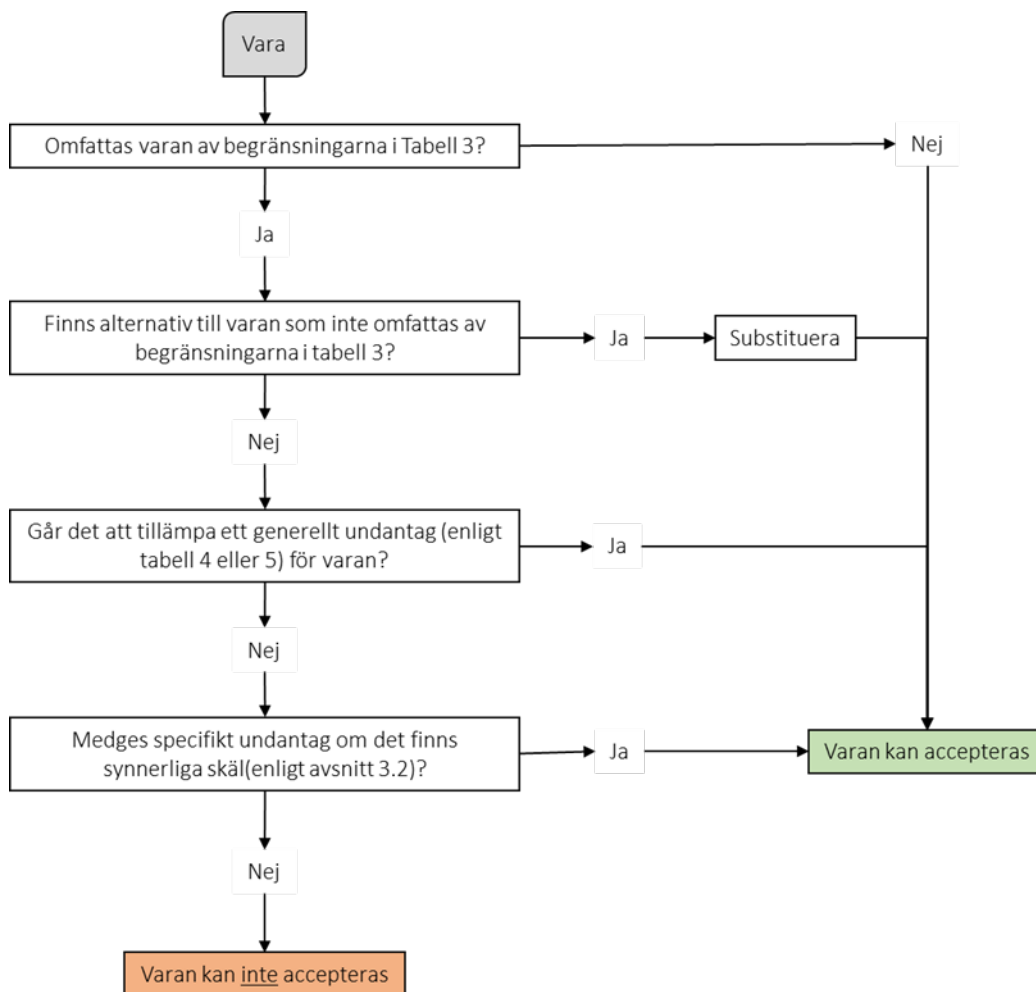 Vara
Omfattas varan av begränsningarna i Tabell 3?
Nej
Ja
Finns alternativ till varan som inte omfattas av
begränsningarna i tabell 3?
Ja
Substituera
Nej
Går det att tillämpa ett generellt undantag (enligt
tabell 4 eller 5) för varan?
Ja
Nej
Medges specifikt undantag om det finns
synnerliga skäl(enligt avsnitt 3.2)?
Ja
Varan kan accepteras
Nej
Varan kan inte accepteras